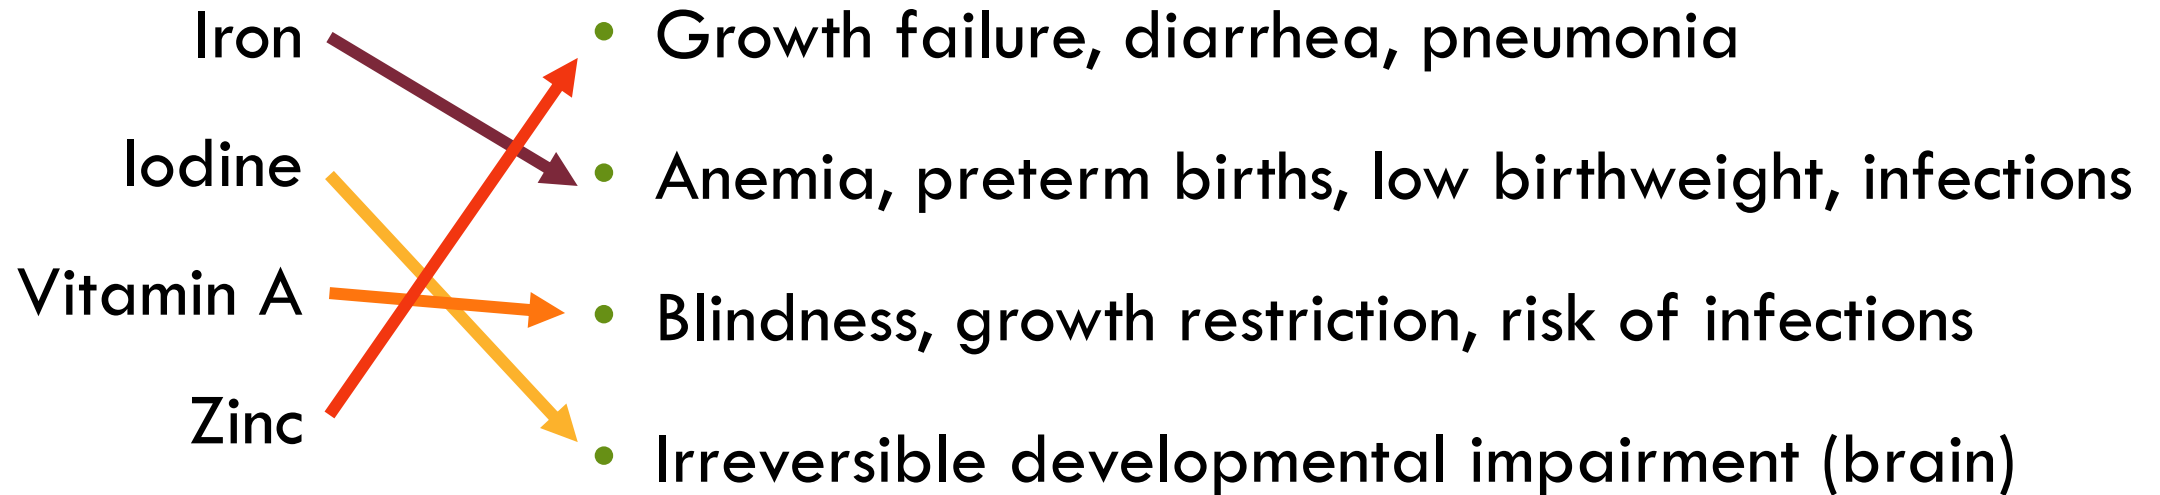 Iron
Iodine
Vitamin A
Zinc
• Growth failure, diarrhea, pneumonia
• Anemia, preterm births, low birthweight, infections
• Blindness, growth restriction, risk of infections
• Irreversible developmental impairment (brain)